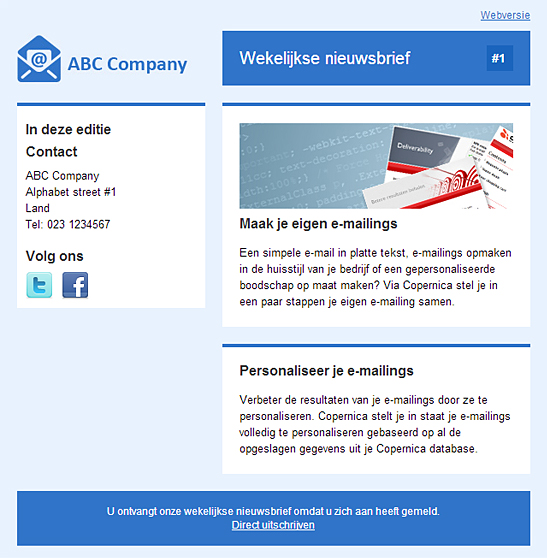 Webversie
@
ABC Company
Wekelijkse nieuwsbrief
#1
In deze editie
Contact
ABC Company
Alphabet street #1
Land
Tel: 023 1234567
Volg ons
t
f
-webkit-text-
text-decoration:
Deliverability
Maak je eigen e-mailings
Een simpele e-mail in platte tekst, e-mailings opmaken
in de huisstijl van je bedrijf of een gepersonaliseerde
boodschap op maat maken? Via Copernica stel je in
een paar stappen je eigen e-mailing samen.
Personaliseer je e-mailings
Verbeter de resultaten van je e-mailings door ze te
personaliseren. Copernica stelt je in staat je e-mailings
volledig te personaliseren gebaseerd op al de
opgeslagen gegevens uit je Copernica database.
U ontvangt onze wekelijkse nieuwsbrief omdat u zich aan heeft gemeld.
Direct uitschrijven